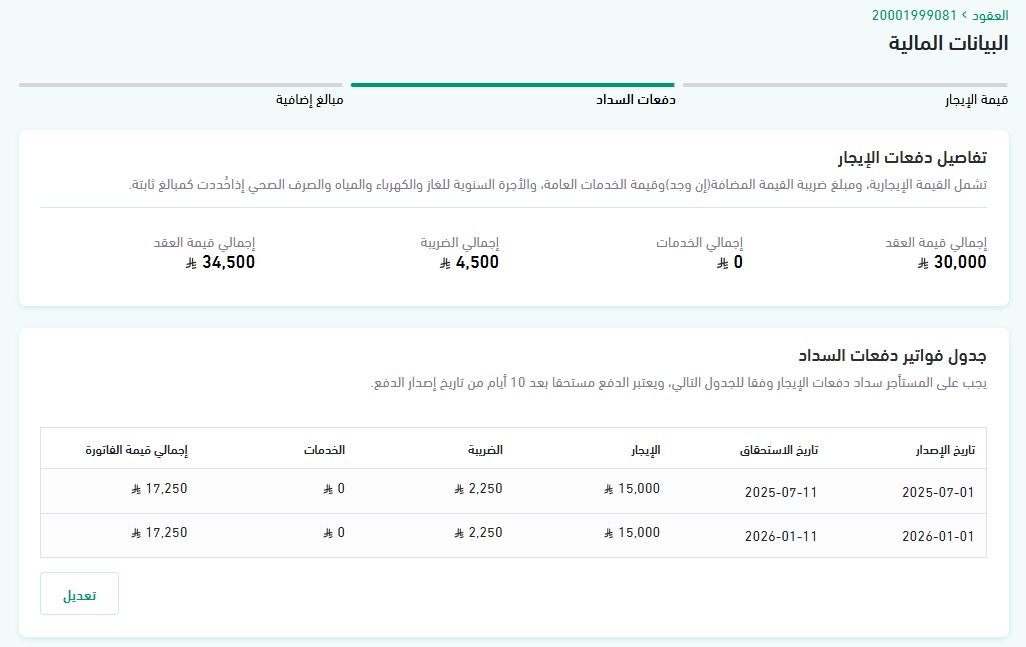 العقود > 20001999081
البيانات المالية
قيمة الإيجار
دفعات السداد
مبالغ إضافية
تفاصيل دفعات الإيجار
تشمل القيمة الإيجارية، ومبلغ ضريبة القيمة المضافة(إن وجد)وقيمة الخدمات العامة، والأجرة السنوية للغاز والكهرباء والمياه والصرف الصحي إذاحُددت كمبالغ ثابتة.
إجمالي قيمة العقد
30,000 ⃁
إجمالي الخدمات
0 ⃁
إجمالي الضريبة
4,500 ⃁
إجمالي قيمة العقد
34,500 ⃁
جدول فواتير دفعات السداد
يجب على المستأجر سداد دفعات الإيجار وفقا للجدول التالي، ويعتبر الدفع مستحقا بعد 10 أيام من تاريخ إصدار الدفع.
تاريخ الإصدار تاريخ الاستحقاق الإيجار الضريبة الخدمات إجمالي قيمة الفاتورة
2025-07-01 2025-07-11 15,000 ⃁ 2,250 ⃁ 0 ⃁ 17,250 ⃁
2026-01-01 2026-01-11 15,000 ⃁ 2,250 ⃁ 0 ⃁ 17,250 ⃁
تعديل